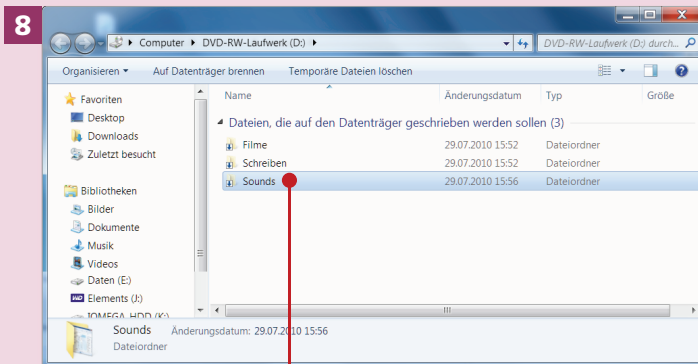 8
Computer ▸ DVD-RW-Laufwerk (D:) ▸
DVD-RW-Laufwerk (D:) durch...
Organisieren ▾ Auf Datenträger brennen Temporäre Dateien löschen
Name Änderungsdatum Typ Größe
Favoriten
Desktop
Downloads
Zuletzt besucht
Bibliotheken
Bilder
Dokumente
Musik
Videos
Daten (E:)
Elements (J:)
IOMEGA_HDD (K:)
Dateien, die auf den Datenträger geschrieben werden sollen (3)
Filme 29.07.2010 15:52 Dateiordner
Schreiben 29.07.2010 15:52 Dateiordner
Sounds 29.07.2010 15:56 Dateiordner
Sounds Änderungsdatum: 29.07.2010 15:56
Dateiordner